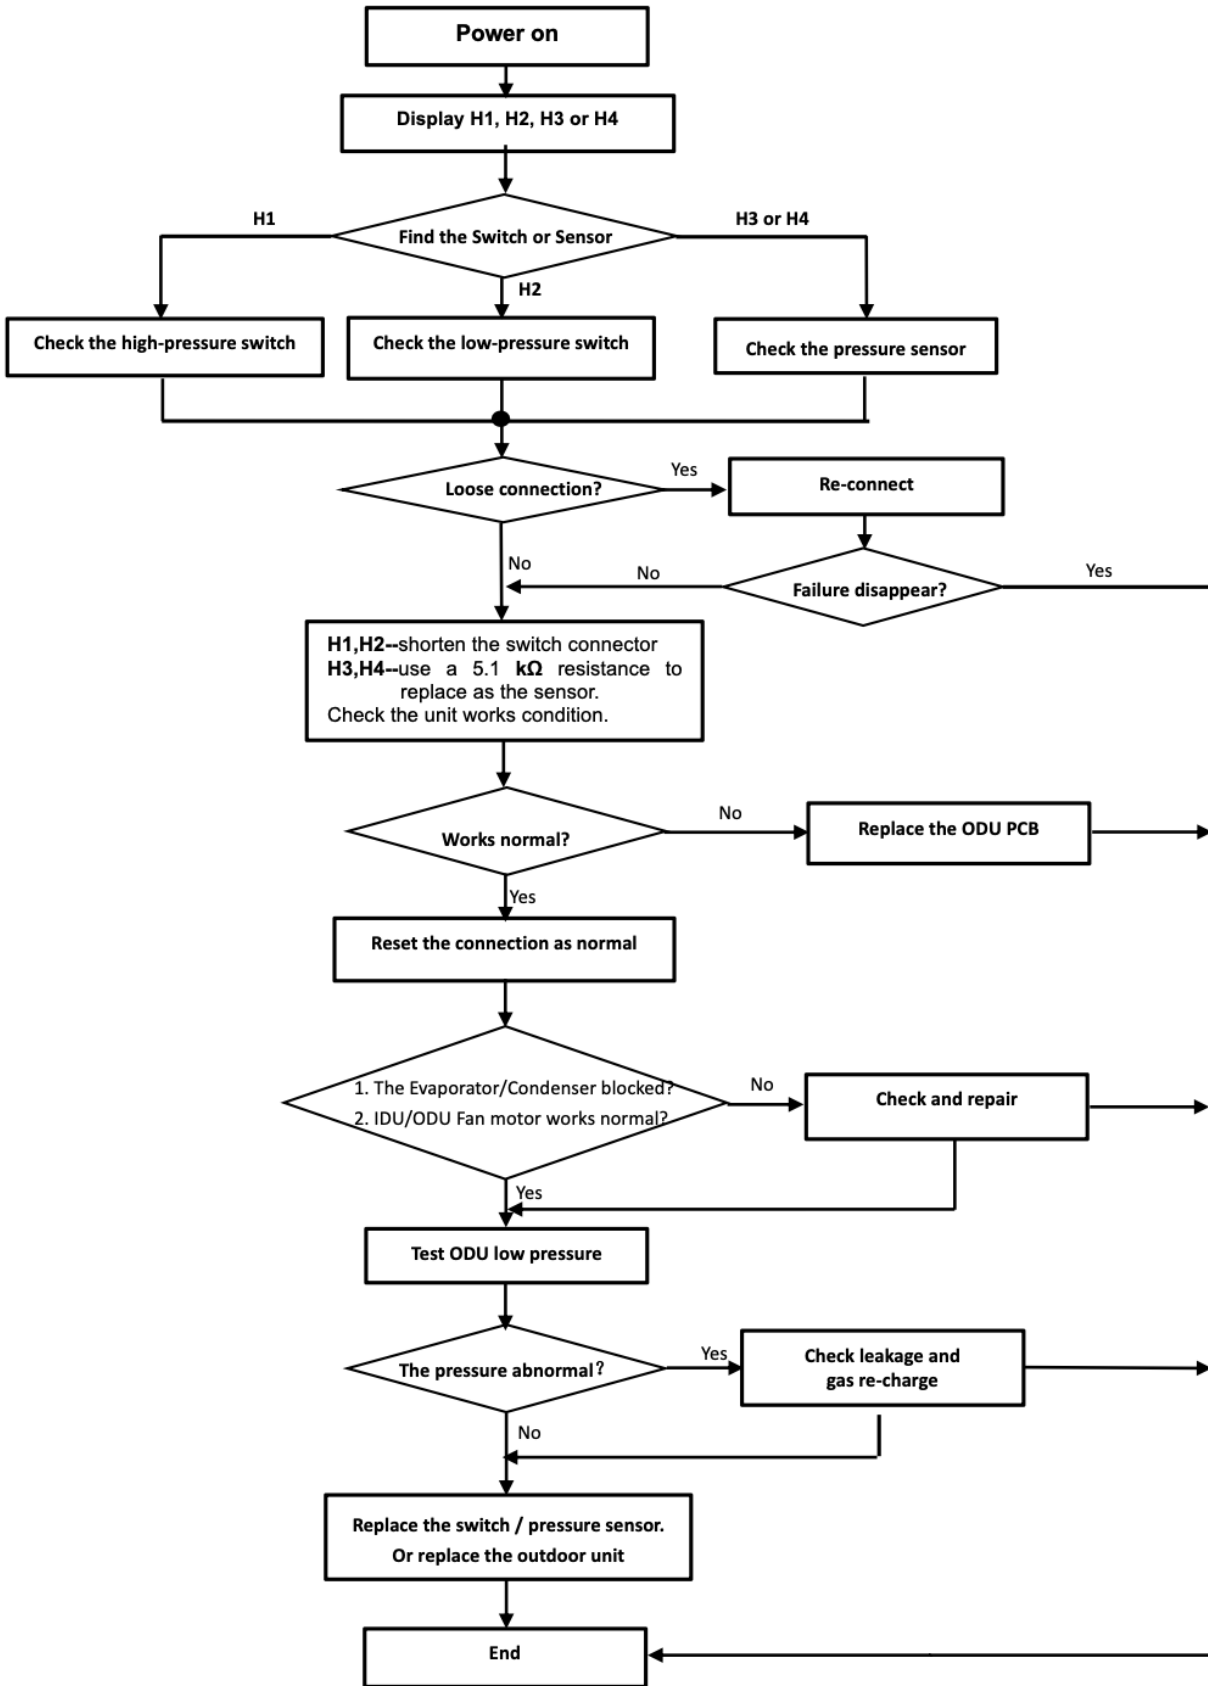 Power on
Display H1, H2, H3 or H4
H1
H3 or H4
Find the Switch or Sensor
H2
Check the high-pressure switch
Check the low-pressure switch
Check the pressure sensor
Yes
Loose connection?
Re-connect
No
No
Yes
Failure disappear?
H1,H2--shorten the switch connector
H3,H4--use a 5.1 kΩ resistance to
replace as the sensor.
Check the unit works condition.
No
Works normal?
Replace the ODU PCB
Yes
Reset the connection as normal
1. The Evaporator/Condenser blocked?
2. IDU/ODU Fan motor works normal?
No
Check and repair
Yes
Test ODU low pressure
The pressure abnormal?
Yes
Check leakage and
gas re-charge
No
Replace the switch / pressure sensor.
Or replace the outdoor unit
End